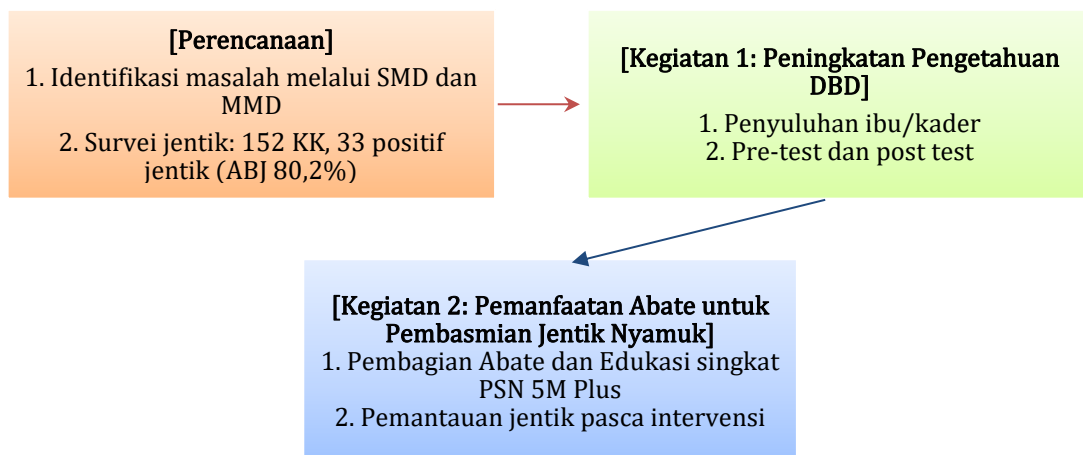 [Perencanaan]
1. Identifikasi masalah melalui SMD dan
MMD
2. Survei jentik: 152 KK, 33 positif
jentik (ABJ 80,2%)
[Kegiatan 1: Peningkatan Pengetahuan
DBD]
1. Penyuluhan ibu/kader
2. Pre-test dan post test
[Kegiatan 2: Pemanfaatan Abate untuk
Pembasmian Jentik Nyamuk]
1. Pembagian Abate dan Edukasi singkat
PSN 5M Plus
2. Pemantauan jentik pasca intervensi